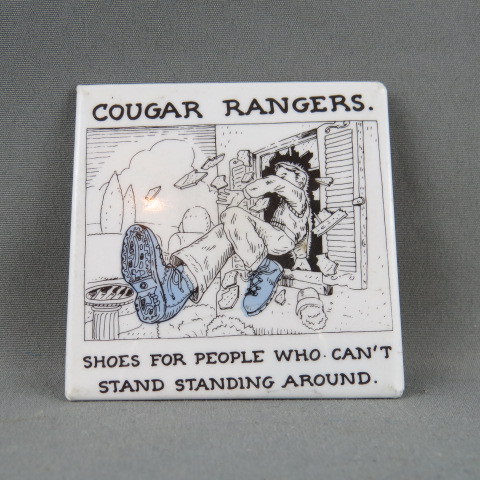 COUGAR RANGERS.
SHOES FOR PEOPLE WHO CAN'T
STAND STANDING AROUND.